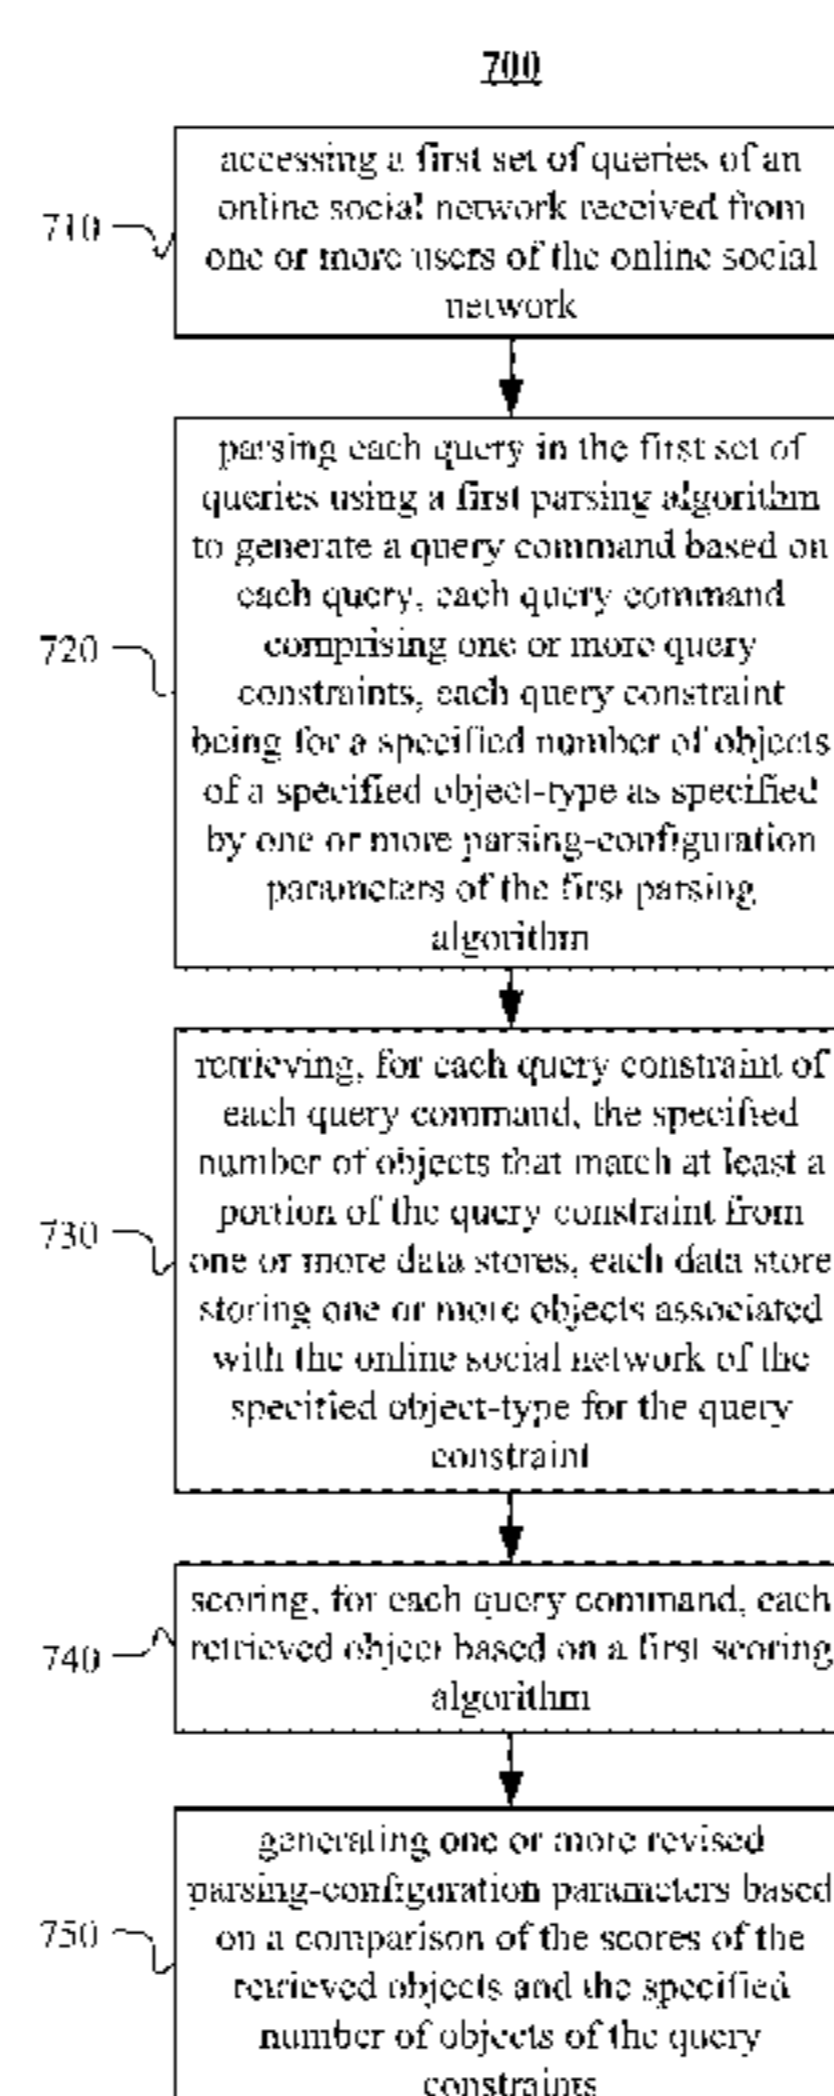 700
710
accessing a first set of queries of an
online social network received from
one or more users of the online social
network
720
parsing each query in the first set of
queries using a first parsing algorithm
to generate a query command based on
each query, each query command
comprising one or more query
constraints, each query constraint
being for a specified number of objects
of a specified object-type as specified
by one or more parsing-configuration
parameters of the first parsing
algorithm
730
retrieving, for each query constraint of
each query command, the specified
number of objects that match at least a
portion of the query constraint from
one or more data stores, each data store
storing one or more objects associated
with the online social network of the
specified object-type for the query
constraint
740
scoring, for each query command, each
retrieved object based on a first scoring
algorithm
750
generating one or more revised
parsing-configuration parameters based
on a comparison of the scores of the
retrieved objects and the specified
number of objects of the query
constraints